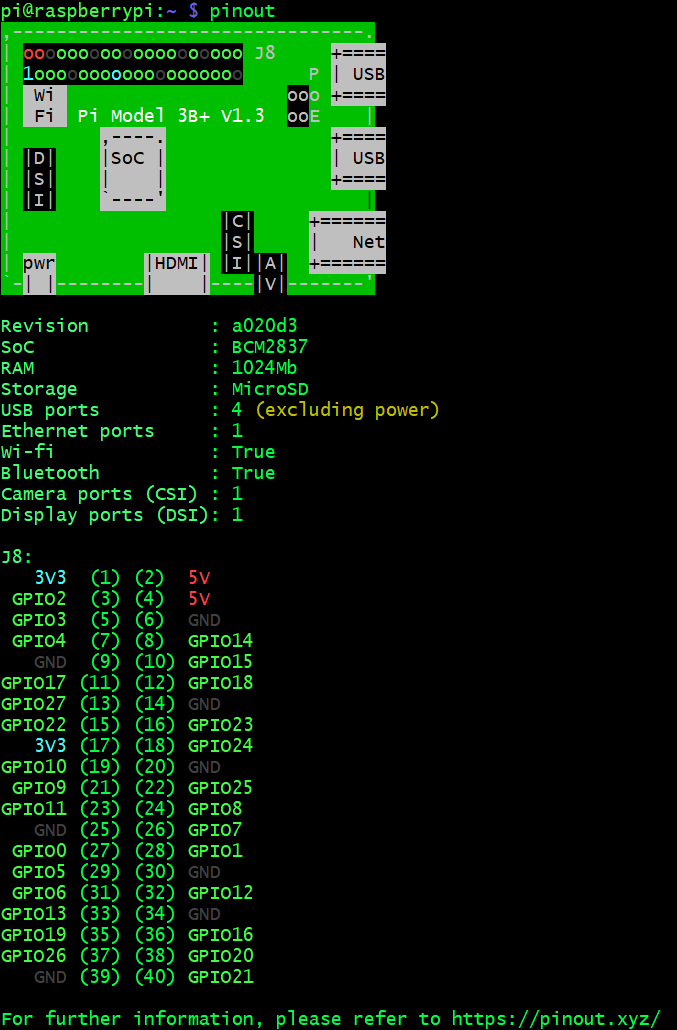 pi@raspberrypi:~ $ pinout
,--------------------------------.
| oooooooooooooooooooo J8     +====
| 1ooooooooooooooooooo   P    | USB
|  Wi                  ooo    +====
|  Fi  Pi Model 3B+ V1.3 ooE      |
|        ,----.               +====
| |D|    |SoC |               | USB
| |S|    |    |               +====
| |I|    `----'                  |
|                   |C|     +======
|                   |S|     |   Net
| pwr        |HDMI| |I||A|  +======
`-| |--------|    |----|V|-------'

Revision           : a020d3
SoC                : BCM2837
RAM                : 1024Mb
Storage            : MicroSD
USB ports          : 4 (excluding power)
Ethernet ports     : 1
Wi-fi              : True
Bluetooth          : True
Camera ports (CSI) : 1
Display ports (DSI): 1

J8:
   3V3  (1) (2)  5V
 GPIO2  (3) (4)  5V
 GPIO3  (5) (6)  GND
 GPIO4  (7) (8)  GPIO14
   GND  (9) (10) GPIO15
GPIO17 (11) (12) GPIO18
GPIO27 (13) (14) GND
GPIO22 (15) (16) GPIO23
   3V3 (17) (18) GPIO24
GPIO10 (19) (20) GND
 GPIO9 (21) (22) GPIO25
GPIO11 (23) (24) GPIO8
   GND (25) (26) GPIO7
 GPIO0 (27) (28) GPIO1
 GPIO5 (29) (30) GND
 GPIO6 (31) (32) GPIO12
GPIO13 (33) (34) GND
GPIO19 (35) (36) GPIO16
GPIO26 (37) (38) GPIO20
   GND (39) (40) GPIO21

For further information, please refer to https://pinout.xyz/